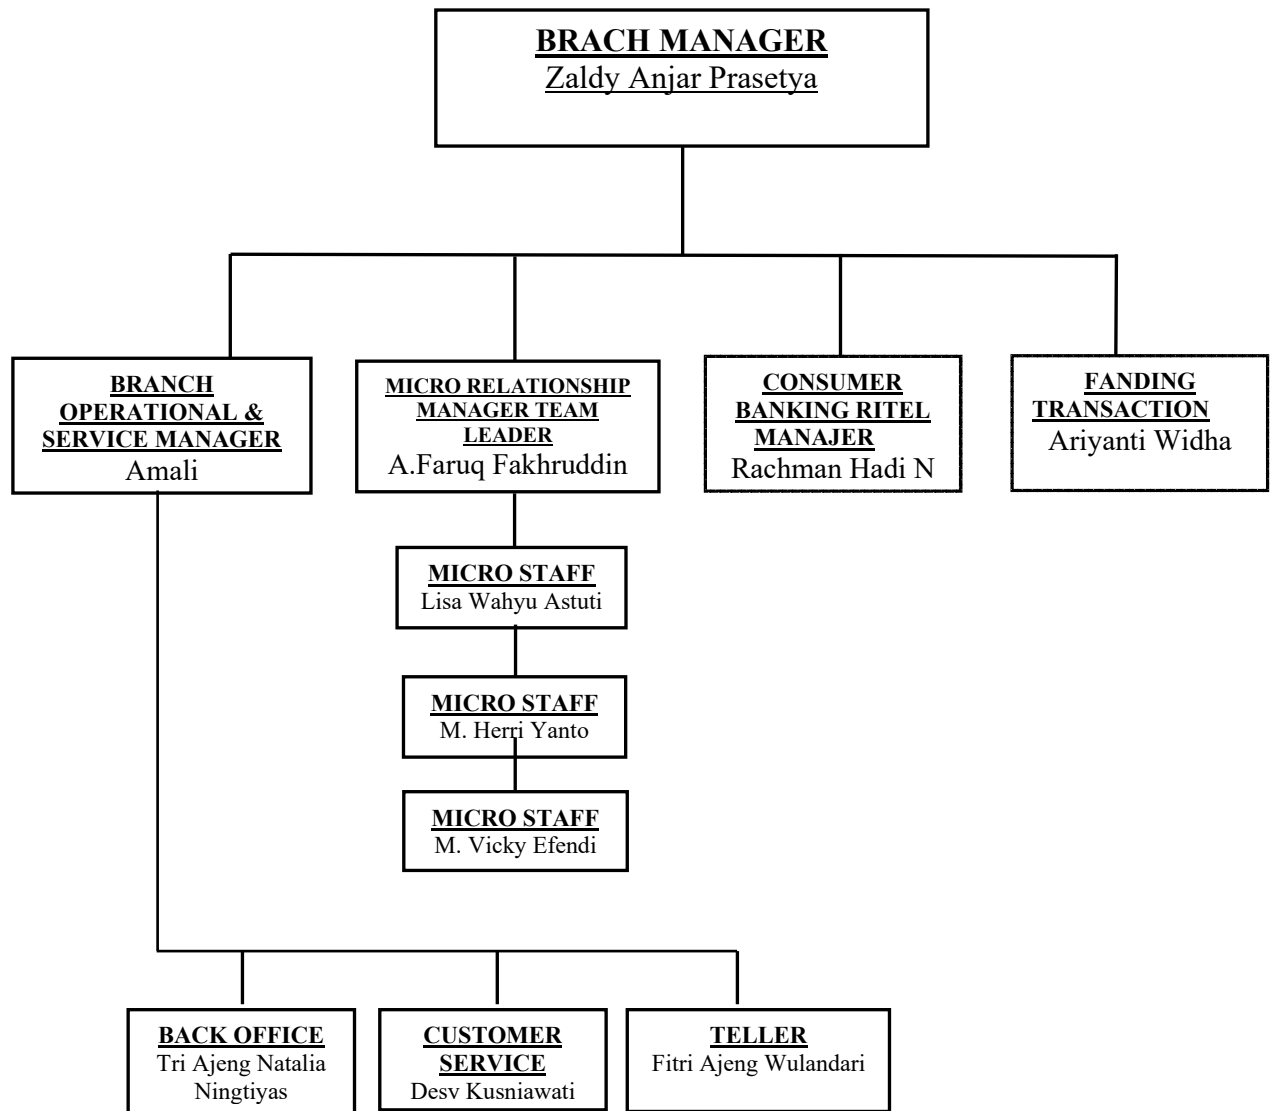 BRACH MANAGER
Zaldy Anjar Prasetya
BRANCH
OPERATIONAL &
SERVICE MANAGER
Amali
MICRO RELATIONSHIP
MANAGER TEAM
LEADER
A.Faruq Fakhruddin
CONSUMER
BANKING RITEL
MANAJER
Rachman Hadi N
FANDING
TRANSACTION
Ariyanti Widha
MICRO STAFF
Lisa Wahyu Astuti
MICRO STAFF
M. Herri Yanto
MICRO STAFF
M. Vicky Efendi
BACK OFFICE
Tri Ajeng Natalia
Ningtiyas
CUSTOMER
SERVICE
Desv Kusniawati
TELLER
Fitri Ajeng Wulandari